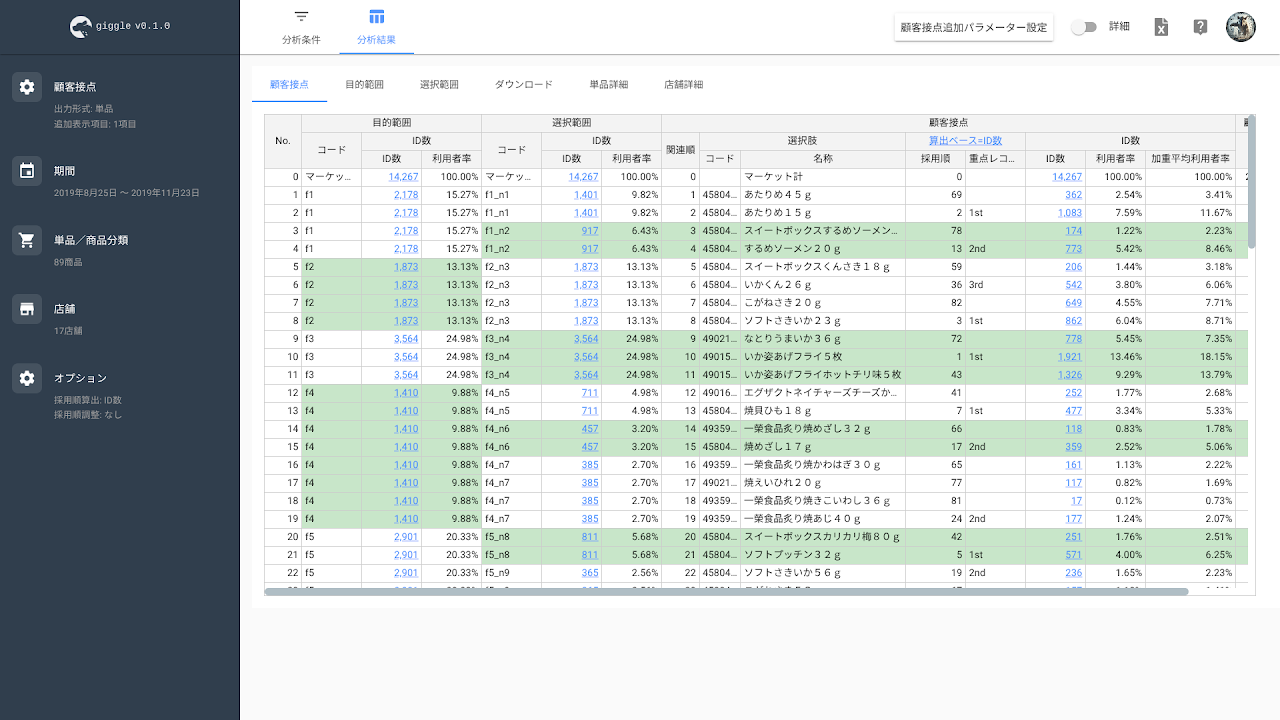 giggle v0.1.0
分析条件
分析結果
顧客接点追加パラメーター設定
詳細
顧客接点
出力形式: 単品
追加表示項目: 1項目
期間
2019年8月25日 ～ 2019年11月23日
単品／商品分類
89商品
店舗
17店舗
オプション
採用順算出: ID数
採用順調整: なし
顧客接点 目的範囲 選択範囲 ダウンロード 単品詳細 店舗詳細
No. 目的範囲 選択範囲 顧客接点
コード ID数 コード ID数 関連順 選択肢 算出ベース=ID数 ID数
ID数 利用者率 ID数 利用者率 コード 名称 採用順 重点レコ... ID数 利用者率 加重平均利用者率
0 マーケッ... 14,267 100.00% マーケッ... 14,267 100.00% 0 マーケット計 0 14,267 100.00% 100.00%
1 f1 2,178 15.27% f1_n1 1,401 9.82% 1 45804... あたりめ４５ｇ 69 362 2.54% 3.41%
2 f1 2,178 15.27% f1_n1 1,401 9.82% 2 45804... あたりめ１５ｇ 2 1st 1,083 7.59% 11.67%
3 f1 2,178 15.27% f1_n2 917 6.43% 3 45804... スイートボックスするめソーメン... 78 174 1.22% 2.23%
4 f1 2,178 15.27% f1_n2 917 6.43% 4 45804... するめソーメン２０ｇ 13 2nd 773 5.42% 8.46%
5 f2 1,873 13.13% f2_n3 1,873 13.13% 5 45804... スイートボックスくんさき１８ｇ 59 206 1.44% 3.18%
6 f2 1,873 13.13% f2_n3 1,873 13.13% 6 45804... いかくん２６ｇ 36 3rd 542 3.80% 6.06%
7 f2 1,873 13.13% f2_n3 1,873 13.13% 7 45804... こがねさき２０ｇ 82 649 4.55% 7.71%
8 f2 1,873 13.13% f2_n3 1,873 13.13% 8 45804... ソフトさきいか２３ｇ 3 1st 862 6.04% 8.71%
9 f3 3,564 24.98% f3_n4 3,564 24.98% 9 49021... なとりうまいか３６ｇ 72 778 5.45% 7.35%
10 f3 3,564 24.98% f3_n4 3,564 24.98% 10 49015... いか姿あげフライ５枚 1 1st 1,921 13.46% 18.15%
11 f3 3,564 24.98% f3_n4 3,564 24.98% 11 49015... いか姿あげフライホットチリ味５枚 43 1,326 9.29% 13.79%
12 f4 1,410 9.88% f4_n5 711 4.98% 12 49016... エグザクトネイチャーズチーズか... 41 252 1.77% 2.68%
13 f4 1,410 9.88% f4_n5 711 4.98% 13 45804... 焼貝ひも１８ｇ 7 1st 477 3.34% 5.33%
14 f4 1,410 9.88% f4_n6 457 3.20% 14 49359... 一榮食品炙り焼めざし３２ｇ 66 118 0.83% 1.78%
15 f4 1,410 9.88% f4_n6 457 3.20% 15 45804... 焼めざし１７ｇ 17 2nd 359 2.52% 5.06%
16 f4 1,410 9.88% f4_n7 385 2.70% 16 49359... 一榮食品炙り焼かわはぎ３０ｇ 65 161 1.13% 2.22%
17 f4 1,410 9.88% f4_n7 385 2.70% 17 49021... 焼えいひれ２０ｇ 77 117 0.82% 1.69%
18 f4 1,410 9.88% f4_n7 385 2.70% 18 49359... 一榮食品炙り焼きこいわし３６ｇ 81 17 0.12% 0.73%
19 f4 1,410 9.88% f4_n7 385 2.70% 19 49359... 一榮食品炙り焼あじ４０ｇ 24 2nd 177 1.24% 2.07%
20 f5 2,901 20.33% f5_n8 811 5.68% 20 45804... スイートボックスカリカリ梅８０ｇ 42 251 1.76% 2.51%
21 f5 2,901 20.33% f5_n8 811 5.68% 21 45804... ソフトプッチン３２ｇ 5 1st 571 4.00% 6.25%
22 f5 2,901 20.33% f5_n9 365 2.56% 22 45804... ソフトさきいか５６ｇ 19 2nd 236 1.65% 2.23%